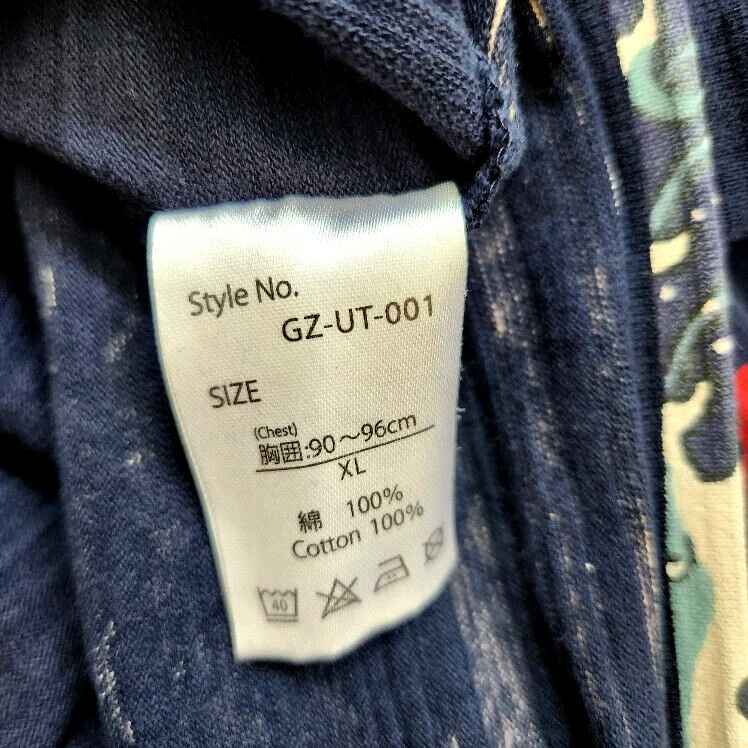 Style No.
GZ-UT-001
SIZE
(Chest)
胸囲:90～96cm
XL
綿 100%
Cotton 100%
40